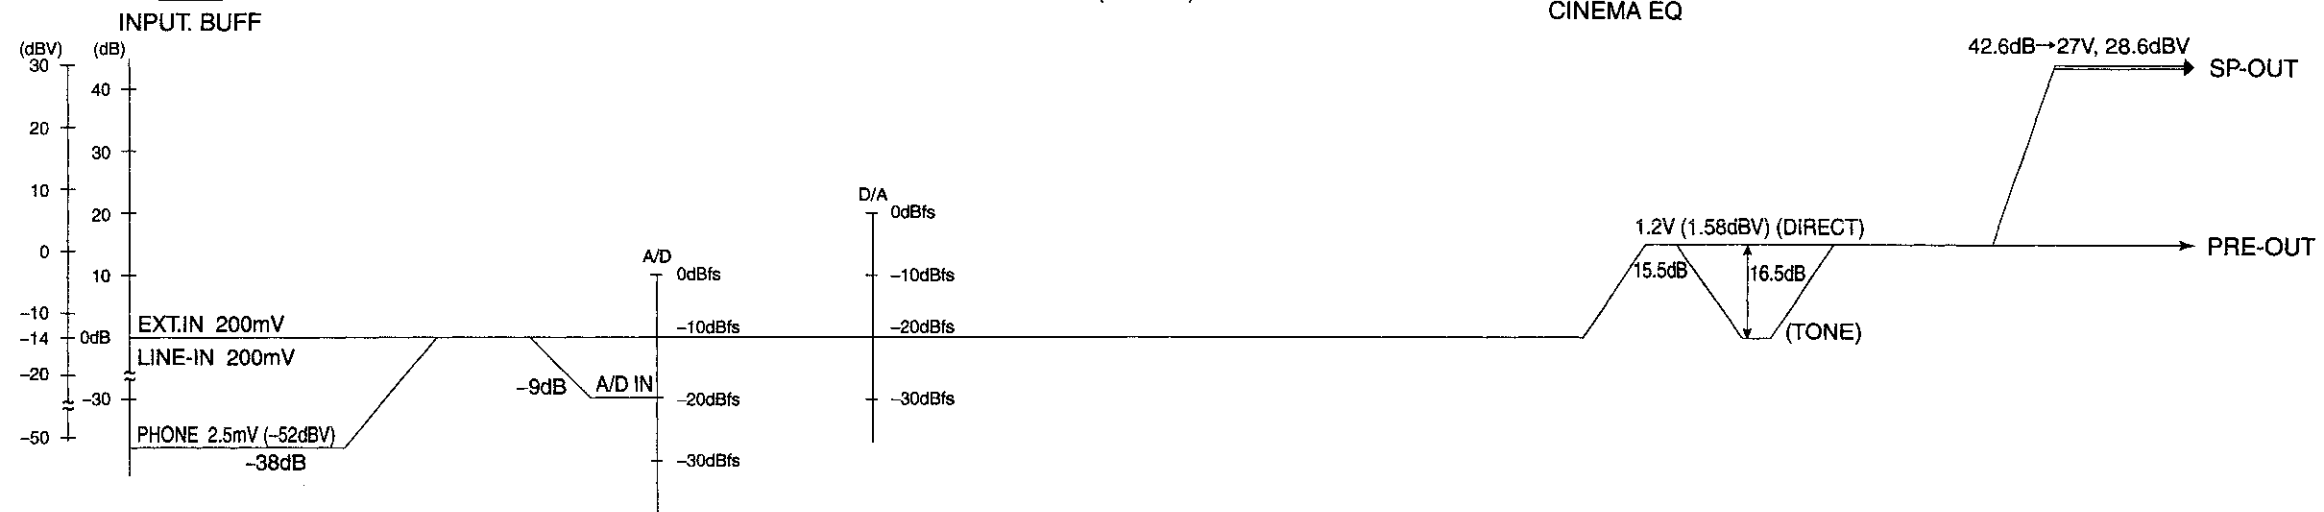 INPUT. BUFF
CINEMA EQ
(dBV) (dB)
30
20
10
0
–10
–14
–20
–50
40
30
20
10
0dB
–30
EXT.IN 200mV
LINE-IN 200mV
PHONE 2.5mV (–52dBV)
–38dB
–9dB
A/D IN
A/D
0dBfs
–10dBfs
–20dBfs
–30dBfs
D/A
0dBfs
–10dBfs
–20dBfs
–30dBfs
1.2V (1.58dBV) (DIRECT)
15.5dB
16.5dB
(TONE)
42.6dB→27V, 28.6dBV
SP-OUT
PRE-OUT